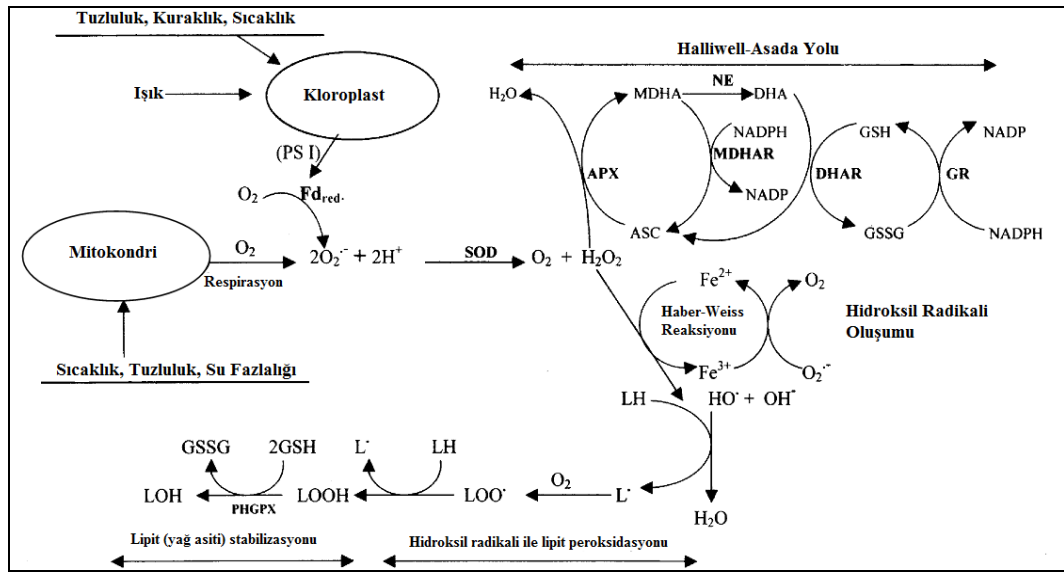 Tuzluluk, Kuraklık, Sıcaklık
Halliwell-Asada Yolu
Işık
Kloroplast
H₂O
MDHA
NE
DHA
(PS I)
NADPH
GSH
NADP
O₂
Fd_red.
APX
MDHAR
DHAR
GR
NADP
Mitokondri
O₂
ASC
GSSG
NADPH
Respirasyon
2O₂·⁻ + 2H⁺
SOD
O₂ + H₂O₂
Fe²⁺
O₂
Haber-Weiss
Reaksiyonu
Hidroksil Radikali
Oluşumu
Sıcaklık, Tuzluluk, Su Fazlalığı
Fe³⁺
O₂·⁻
LH
HO· + OH⁻
GSSG
2GSH
L·
LH
LOH
PHGPX
LOOH
LOO·
O₂
L·
H₂O
Lipit (yağ asiti) stabilizasyonu
Hidroksil radikali ile lipit peroksidasyonu